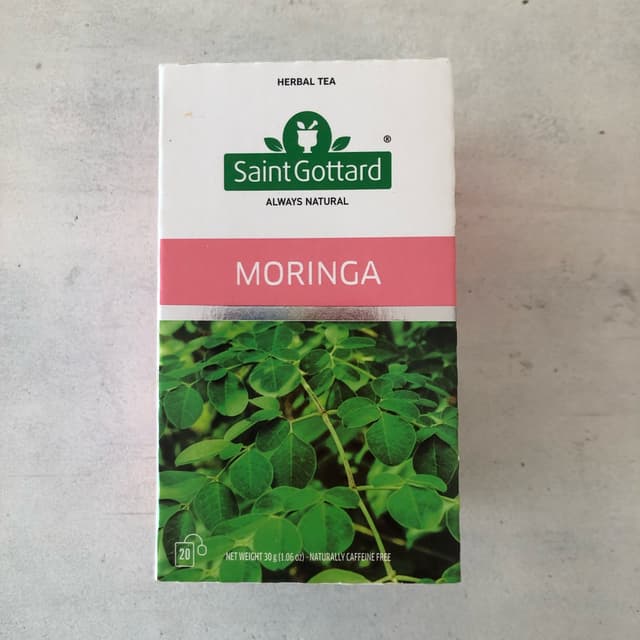 HERBAL TEA
SaintGottard®
ALWAYS NATURAL
MORINGA
20
NET WEIGHT 30 g (1.06 oz) - NATURALLY CAFFEINE FREE